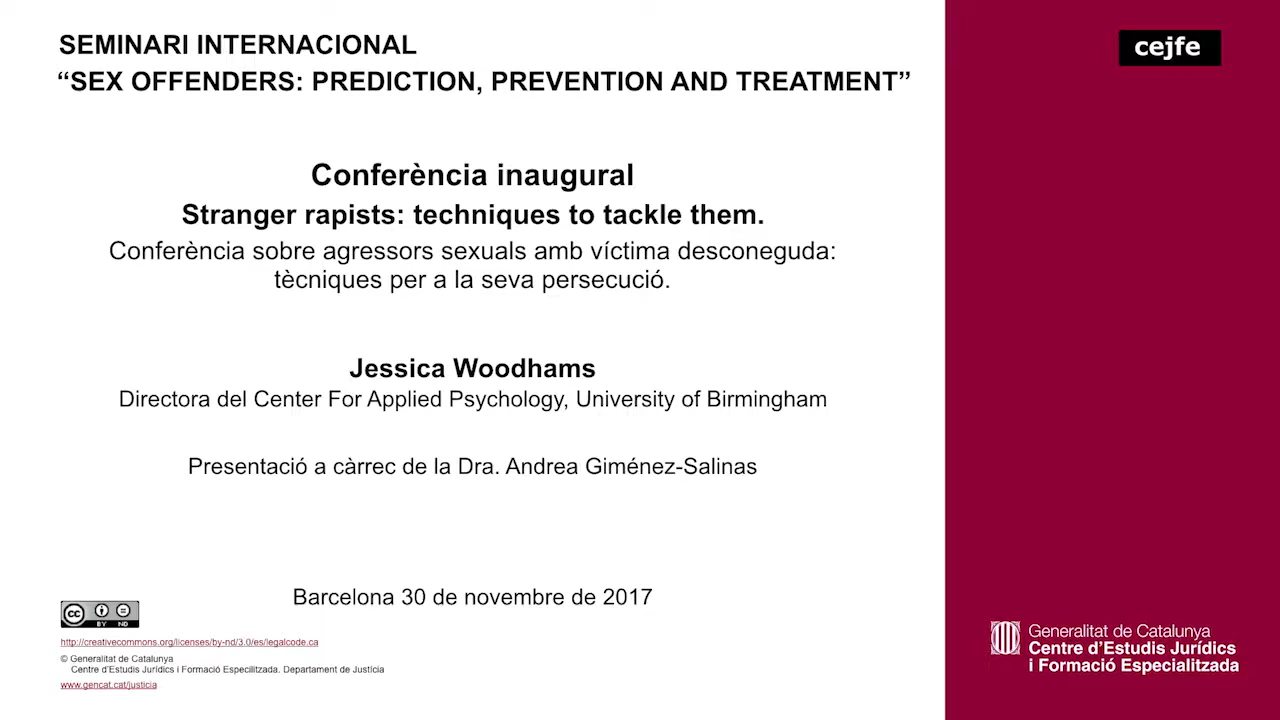 SEMINARI INTERNACIONAL
“SEX OFFENDERS: PREDICTION, PREVENTION AND TREATMENT”
cejfe
Conferència inaugural
Stranger rapists: techniques to tackle them.
Conferència sobre agressors sexuals amb víctima desconeguda:
tècniques per a la seva persecució.
Jessica Woodhams
Directora del Center For Applied Psychology, University of Birmingham
Presentació a càrrec de la Dra. Andrea Giménez-Salinas
Barcelona 30 de novembre de 2017
cc BY ND
http://creativecommons.org/licenses/by-nd/3.0/es/legalcode.ca
© Generalitat de Catalunya
Centre d’Estudis Jurídics i Formació Especilitzada. Departament de Justícia
www.gencat.cat/justicia
Generalitat de Catalunya
Centre d’Estudis Jurídics
i Formació Especialitzada